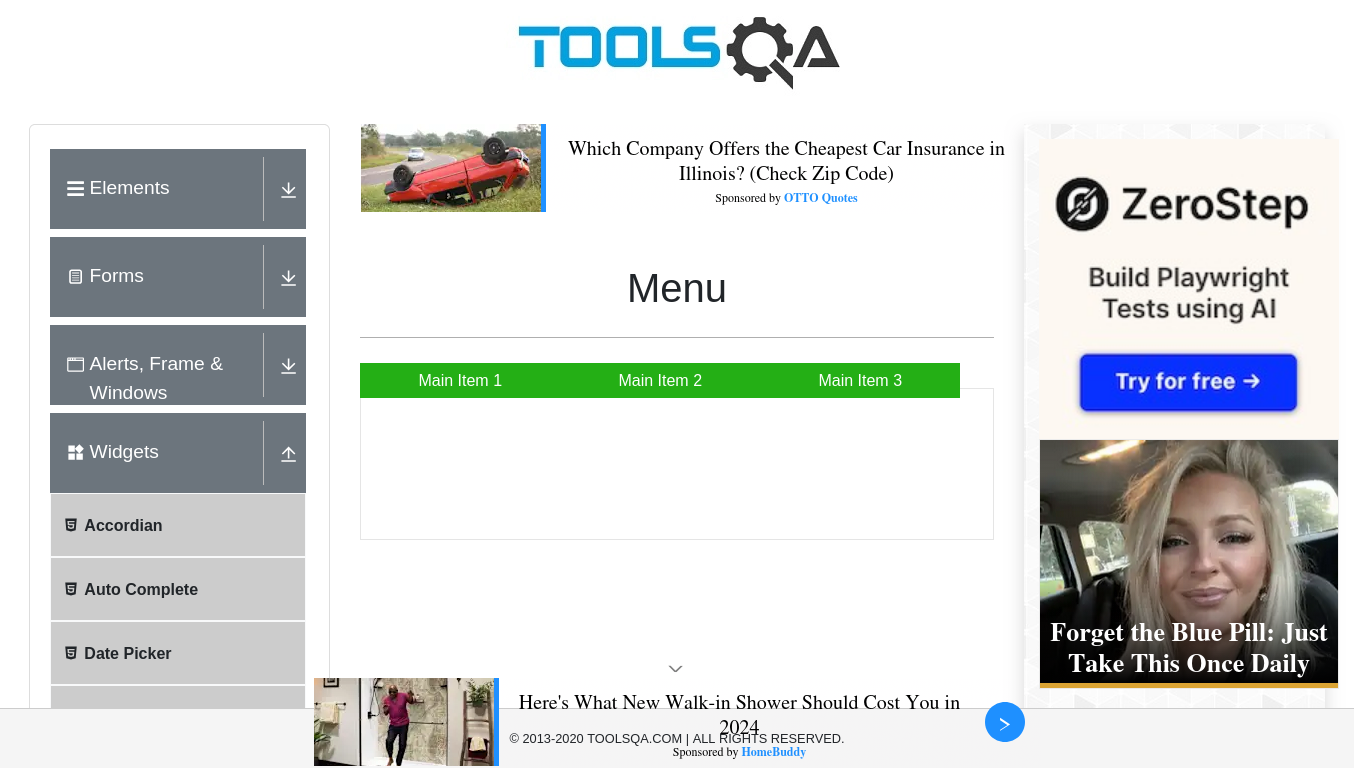 TOOLSQA
Elements
Forms
Alerts, Frame &
Windows
Widgets
Accordian
Auto Complete
Date Picker
Which Company Offers the Cheapest Car Insurance in
Illinois? (Check Zip Code)
Sponsored by OTTO Quotes
Menu
Main Item 1
Main Item 2
Main Item 3
ZeroStep
Build Playwright
Tests using AI
Try for free →
Forget the Blue Pill: Just
Take This Once Daily
Here's What New Walk-in Shower Should Cost You in
2024
© 2013-2020 TOOLSQA.COM | ALL RIGHTS RESERVED.
Sponsored by HomeBuddy